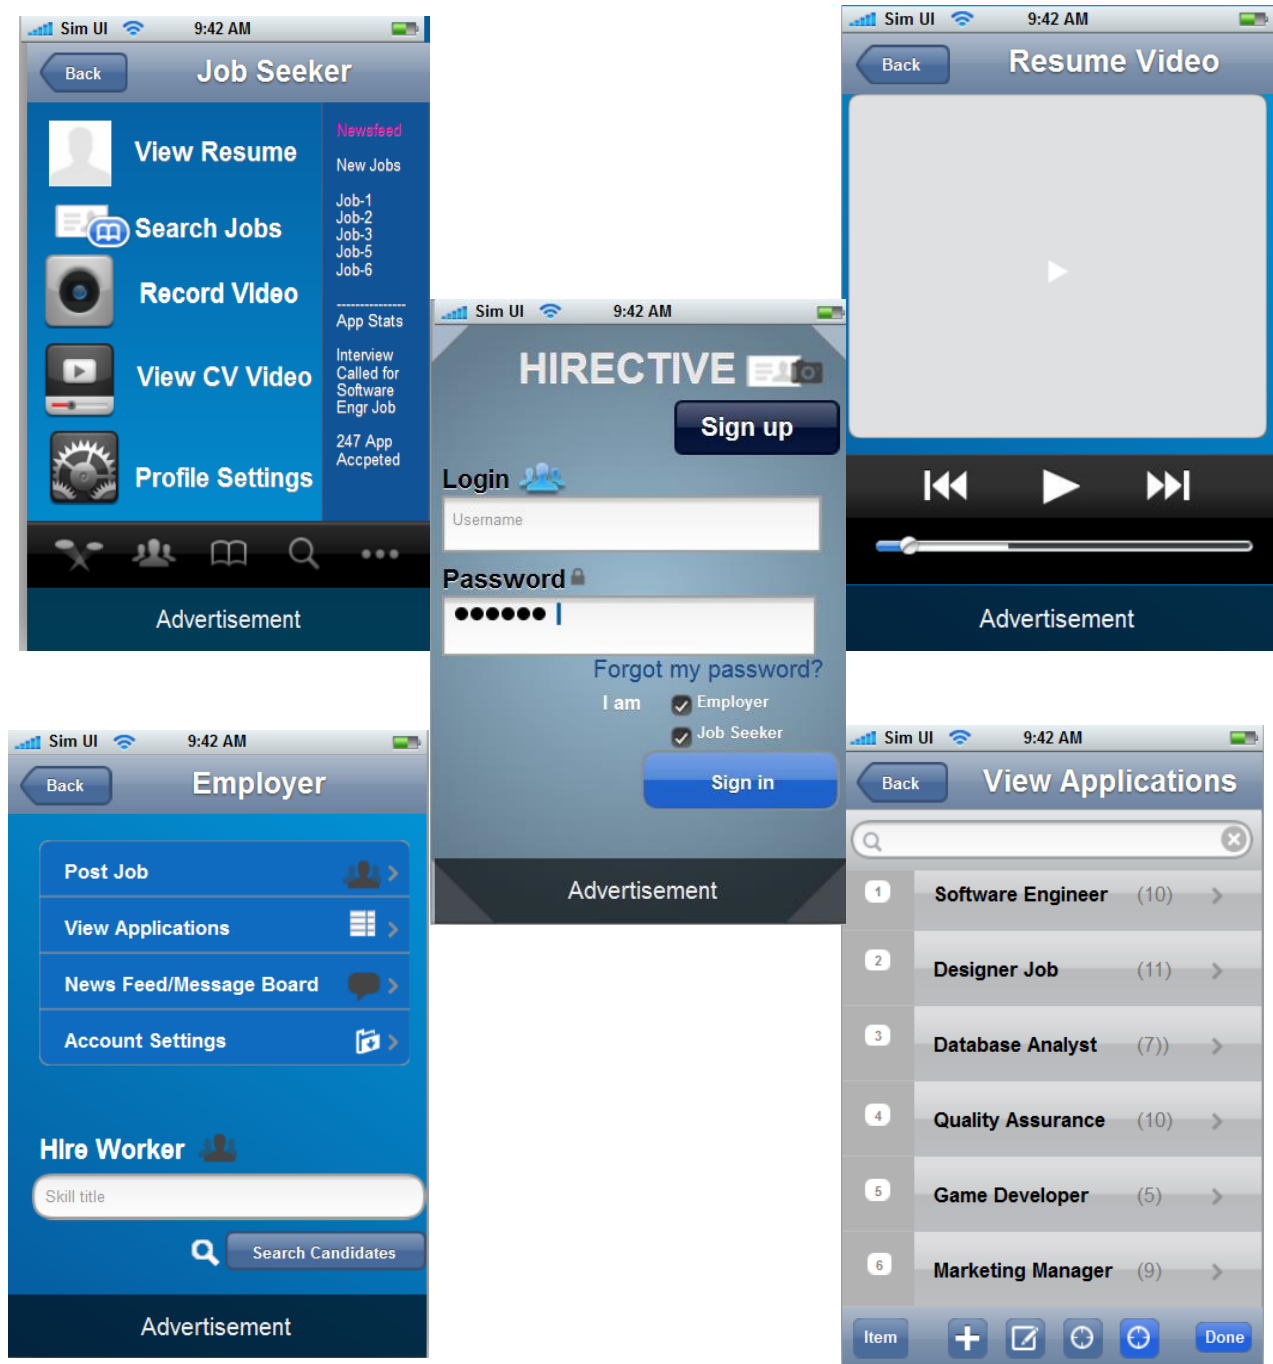 Sim UI 9:42 AM
Back Job Seeker
View Resume
Search Jobs
Record VIdeo
View CV Video
Profile Settings
Newsfeed
New Jobs
Job-1
Job-2
Job-3
Job-5
Job-6
---------------
App Stats
Interview
Called for
Software
Engr Job
247 App
Accpeted
Advertisement
Sim UI 9:42 AM
Back Resume Video
Advertisement
Sim UI 9:42 AM
HIRECTIVE
Sign up
Login
Username
Password
Forgot my password?
I am Employer
Job Seeker
Sign in
Advertisement
Sim UI 9:42 AM
Back Employer
Post Job
View Applications
News Feed/Message Board
Account Settings
HIre Worker
Skill title
Search Candidates
Advertisement
Sim UI 9:42 AM
Back View Applications
1 Software Engineer (10)
2 Designer Job (11)
3 Database Analyst (7))
4 Quality Assurance (10)
5 Game Developer (5)
6 Marketing Manager (9)
Item Done